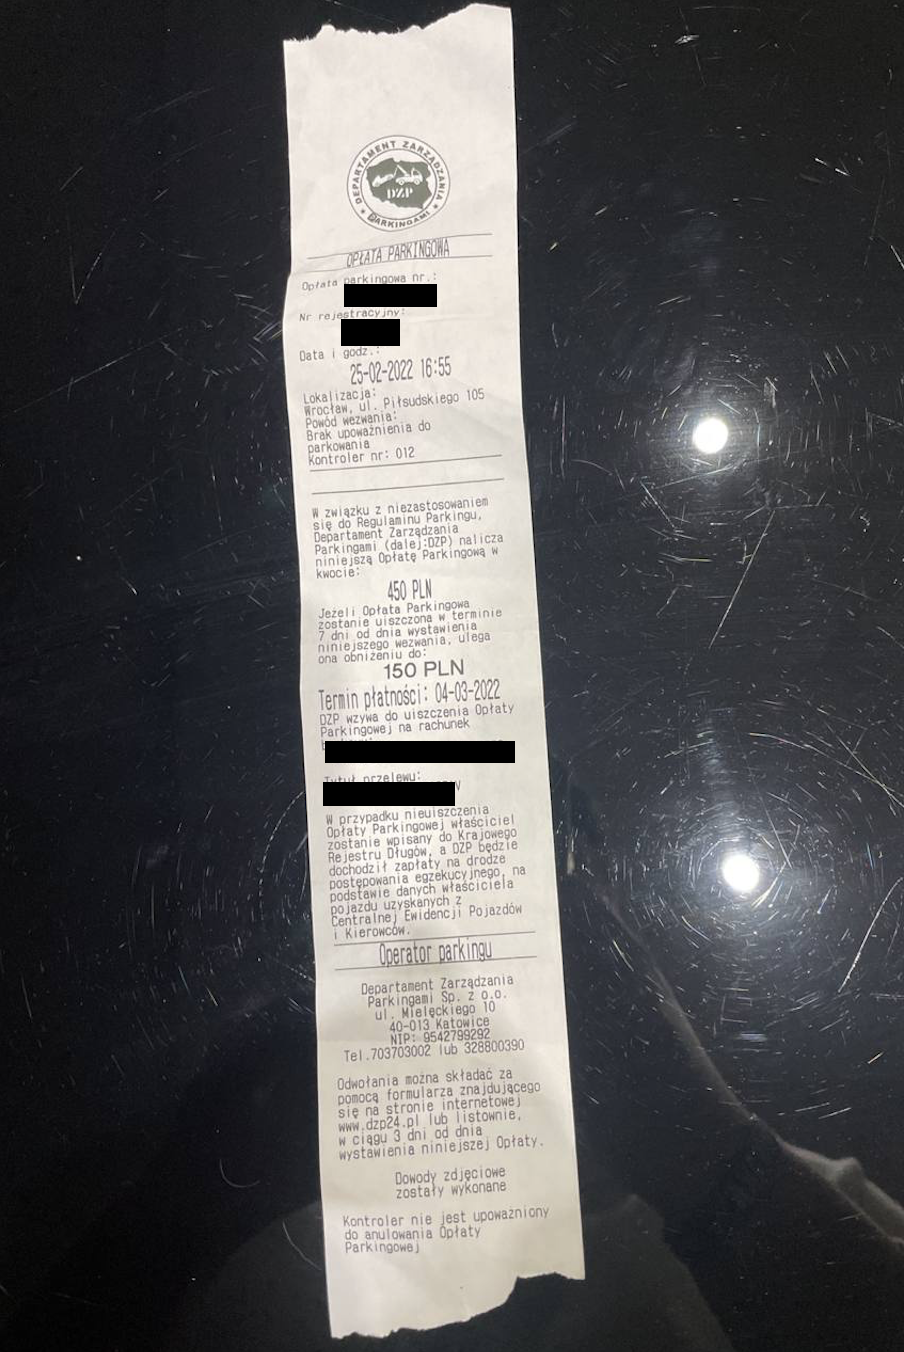 DEPARTAMENT ZARZĄDZANIA
DZP
PARKINGAMI
OPŁATA PARKINGOWA
Opłata parkingowa nr.:
Nr rejestracyjny:
Data i godz.:
25-02-2022 16:55
Lokalizacja:
Wrocław, ul. Piłsudskiego 105
Powód wezwania:
Brak upoważnienia do
parkowania
Kontroler nr: 012
W związku z niezastosowaniem
się do Regulaminu Parkingu,
Departament Zarządzania
Parkingami (dalej:DZP) nalicza
niniejszą Opłatę Parkingową w
kwocie:
450 PLN
Jeżeli Opłata Parkingowa
zostanie uiszczona w terminie
7 dni od dnia wystawienia
niniejszego wezwania, ulega
ona obniżeniu do:
150 PLN
Termin płatności: 04-03-2022
DZP wzywa do uiszczenia Opłaty
Parkingowej na rachunek
Tytuł przelewu:
W przypadku nieuiszczenia
Opłaty Parkingowej właściciel
zostanie wpisany do Krajowego
Rejestru Długów, a DZP będzie
dochodził zapłaty na drodze
postępowania egzekucyjnego, na
podstawie danych właściciela
pojazdu uzyskanych z
Centralnej Ewidencji Pojazdów
i Kierowców.
Operator parkingu
Departament Zarządzania
Parkingami Sp. z o.o.
ul. Mielęckiego 10
40-013 Katowice
NIP: 9542799292
Tel.703703002 lub 328800390
Odwołania można składać za
pomocą formularza znajdującego
się na stronie internetowej
www.dzp24.pl lub listownie,
w ciągu 3 dni od dnia
wystawienia niniejszej Opłaty.
Dowody zdjęciowe
zostały wykonane
Kontroler nie jest upoważniony
do anulowania Opłaty
Parkingowej